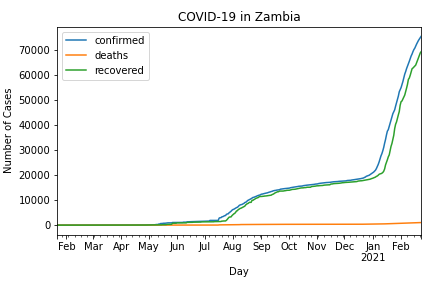 COVID-19 in Zambia
confirmed
deaths
recovered
Number of Cases
70000
60000
50000
40000
30000
20000
10000
0
Feb Mar Apr May Jun Jul Aug Sep Oct Nov Dec Jan Feb
2021
Day